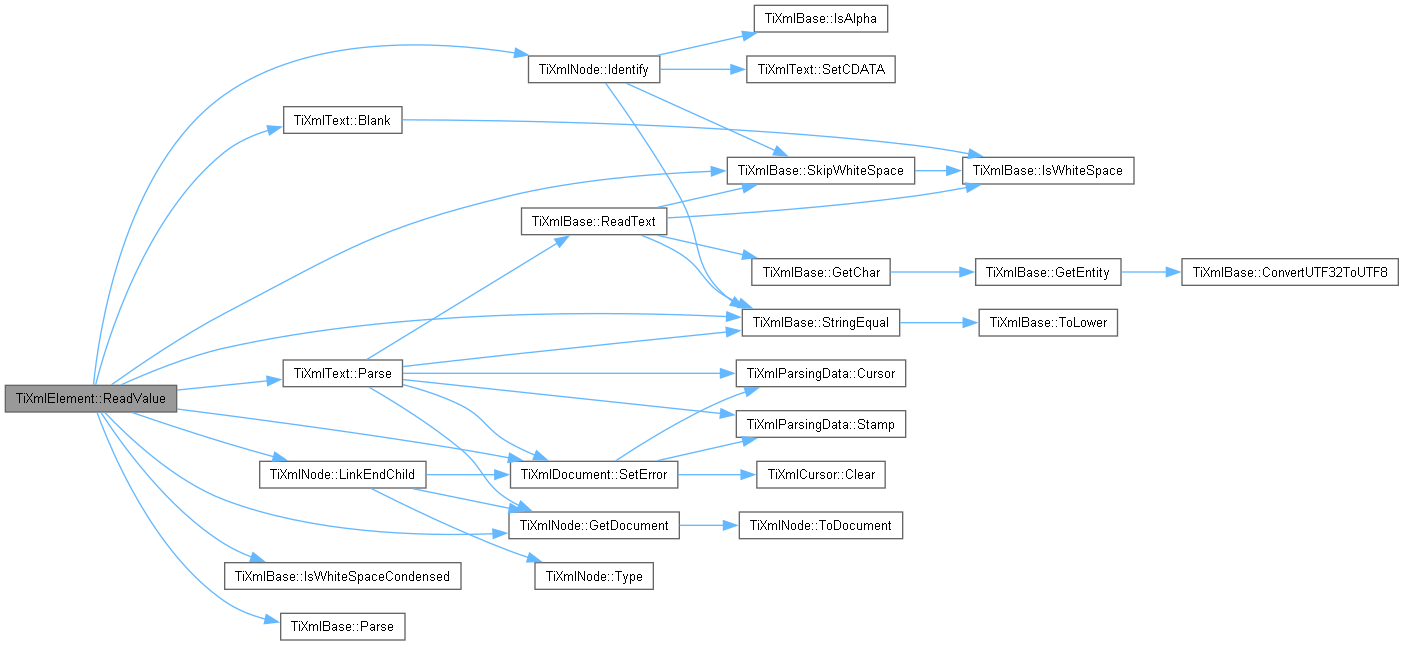 TiXmlBase::IsAlpha
TiXmlNode::Identify
TiXmlText::SetCDATA
TiXmlText::Blank
TiXmlBase::SkipWhiteSpace
TiXmlBase::IsWhiteSpace
TiXmlBase::ReadText
TiXmlBase::GetChar
TiXmlBase::GetEntity
TiXmlBase::ConvertUTF32ToUTF8
TiXmlBase::StringEqual
TiXmlBase::ToLower
TiXmlText::Parse
TiXmlParsingData::Cursor
TiXmlElement::ReadValue
TiXmlParsingData::Stamp
TiXmlNode::LinkEndChild
TiXmlDocument::SetError
TiXmlCursor::Clear
TiXmlNode::GetDocument
TiXmlNode::ToDocument
TiXmlBase::IsWhiteSpaceCondensed
TiXmlNode::Type
TiXmlBase::Parse